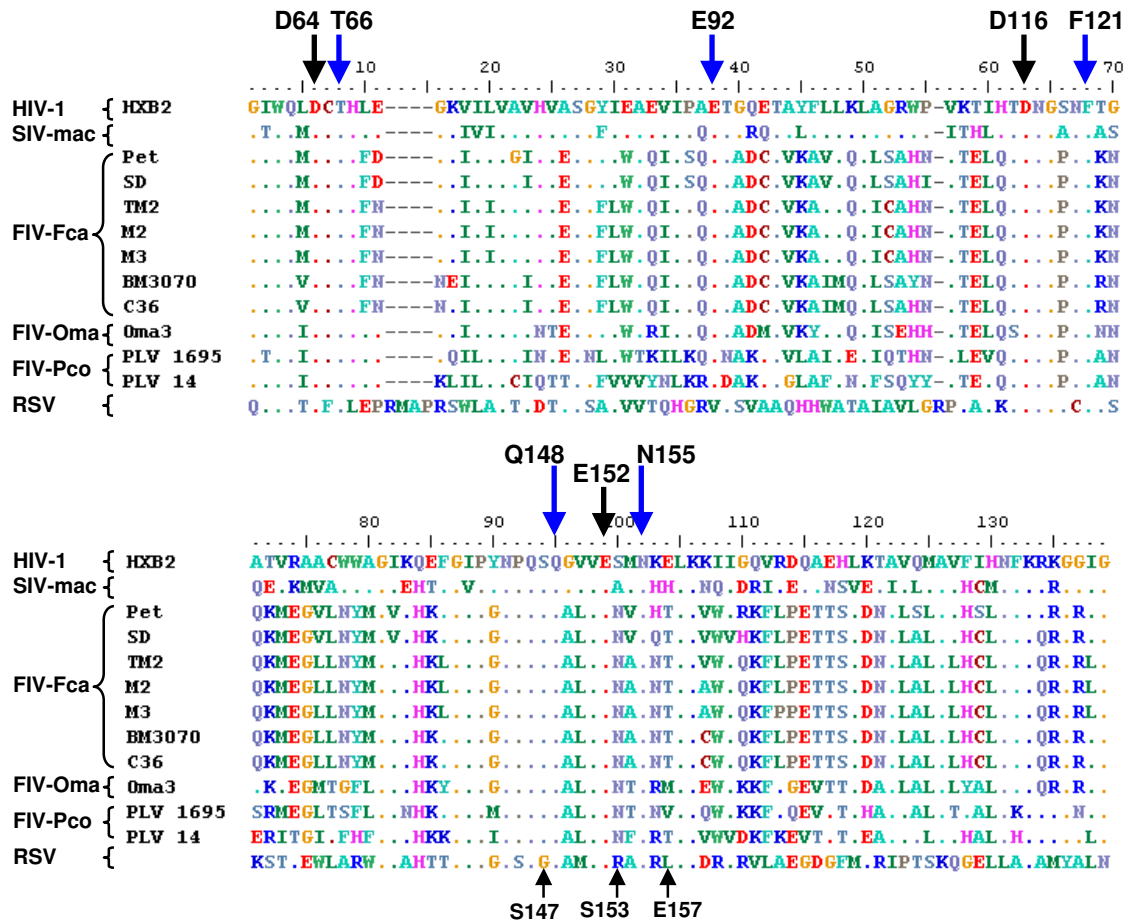 D64 T66 E92 D116 F121
10 20 30 40 50 60 70
HIV-1 { HXB2 GIWQLDCTHLE----GKVILVAVHVASGYIEAEVIPAETGQETAYFLLKLAGRWP-VKTIHTDNGSNFTG
SIV-mac { .T..M......----..IVI........F.......Q...RQ..L..........-ITHL.....A..AS
Pet ....M....FD----..I...GI..E....W.QI.SQ..ADC.VKAV.Q.LSAHN-.TELQ....P..KN
SD ....M....FD----..I.I..I..E....W.QI.SQ..ADC.VKAV.Q.LSAHI-.TELQ....P..KN
TM2 ....M....FN----..I.I.....E..FLW.QI..Q..ADC.VKA..Q.ICAHN-.TELQ....P..KN
FIV-Fca { M2 ....M....FN----..I.I.....E..FLW.QI..Q..ADC.VKA..Q.ICAHN-.TELQ....P..KN
M3 ....M....FN----..I.I.....E..FLW.QI..Q..ADC.VKA..Q.ICAHN-.TELQ....P..KN
BM3070 ....V....FN----NEI....I..E..FLW.QI..Q..ADC.VKAIMQ.LSAYN-.TELQ....P..RN
C36 ....V....FN----N.I....I..E..FLW.QI..Q..ADC.VKAIMQ.LSAHN-.TELQ....P..RN
FIV-Oma { Oma3 ....I......----..I.....NTE....W.RI..Q..ADM.VKY..Q.ISEHH-.TELQS...P..NN
FIV-Pco { PLV 1695 .T..I......----.QIL...IN.E.NL.WTKILKQ.NAK..VLAI.E.IQTHN-.LEVQ....P..AN
PLV 14 ....I......----KLIL..CIQTT..FVVVYNLKR.DAK..GLAF.N.FSQYY-.TE.Q....P..AN
RSV { Q...T.F.LEPRMAPRSWLA.T.DT..SA.VVTQHGRV.SVAAQHHWATAIAVLGRP.A.K.....C..S
Q148 E152 N155
80 90 100 110 120 130
HIV-1 { HXB2 ATVRAACWWAGIKQEFGIPYNPQSQGVVESMNKELKKIIGQVRDQAEHLKTAVQMAVFIHNFKRKGGIG
SIV-mac { QE.KMVA.....EHT..V...........A..HH..NQ.DRI.E..NSVE.I.L...HCM....R....
Pet QKMEGVLNYM.V.HK....G.....AL..NV.HT..VW.RKFLPETTS.DN..LSL..HSL....R.R..
SD QKMEGVLNYM.V.HK....G.....AL..NV.QT..VWVHKFLPETTS.DN..LAL..HCL...QR.R..
TM2 QKMEGLLNYM...HKL...G.....AL..NA.NT..VW.QKFLPETTS.DN..LAL.LHCL...QR.RL.
FIV-Fca { M2 QKMEGLLNYM...HKL...G.....AL..NA.NT..AW.QKFLPETTS.DN..LAL.LHCL...QR.RL.
M3 QKMEGLLNYM...HKL...G.....AL..NA.NT..AW.QKFPPETTS.DN..LAL.LHCL...QR.RL.
BM3070 QKMEGLLNYM...HK....G.....AL..NA.NT..CW.QKFLPETTS.DN..LAL..HCL...QR.R..
C36 QKMEGLLNYM...HK....G.....AL..NA.NT..CW.QKFLPETTS.DN..LAL..HCL...QR.R..
FIV-Oma { Oma3 .K.EGMTGFL...HKY...G.....AL..NT.RM..EW.KKF.GEVTT.DA..LAL.LYAL....R....
FIV-Pco { PLV 1695 SRMEGLTSFL..NHK....M.....AL..NT.NV..QW.KKF.QEV.T.HA..AL.T.AL.K....N..
PLV 14 ERITGI.FHF...HKK...I.....AL..NF.RT..VWVDKFKEVT.T.EA...L..HAL.H.....L.
RSV { KST.EWLARW..AHTT...G.S.G.AM..RA.RL..DR.RVLAEGDGFM.RIPTSKQGELLA.AMYALN
S147 S153 E157